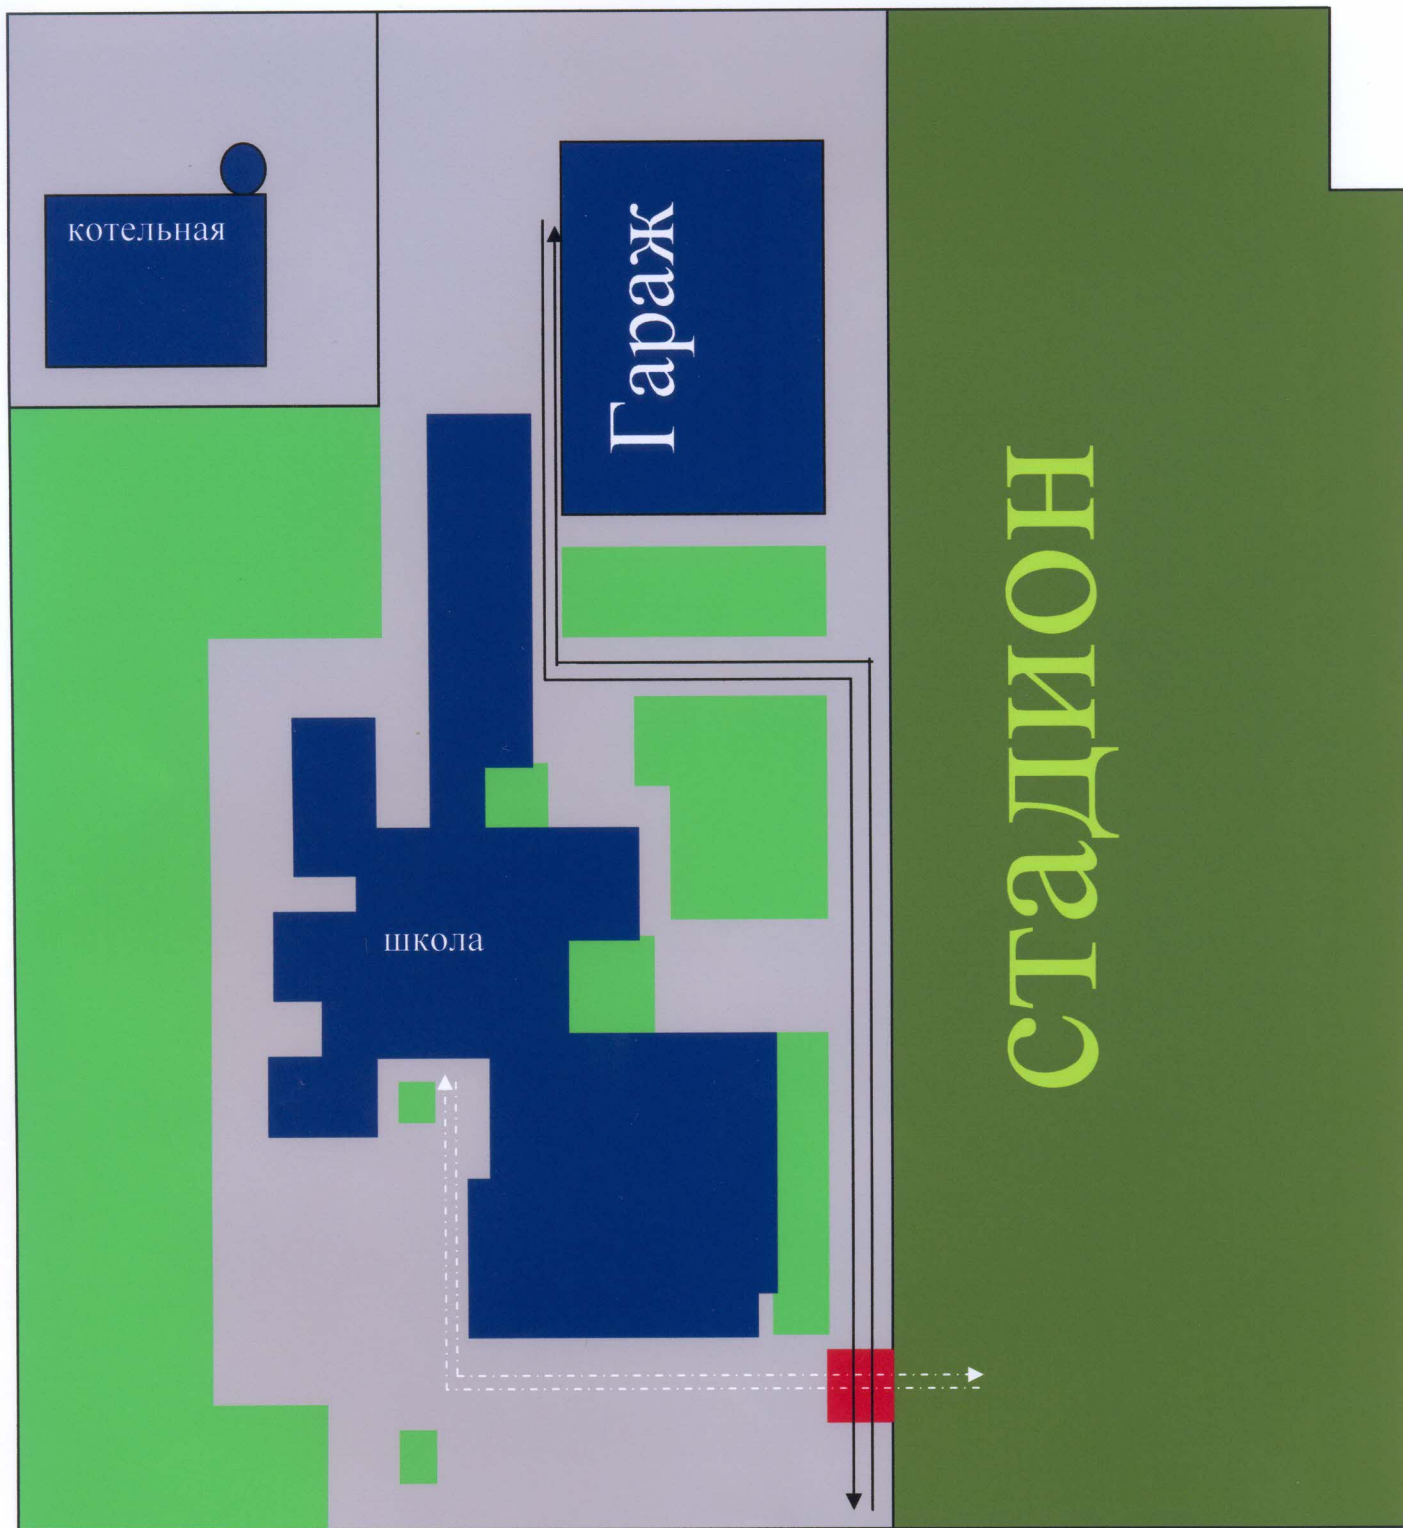 котельная
Гараж
школа
стадион